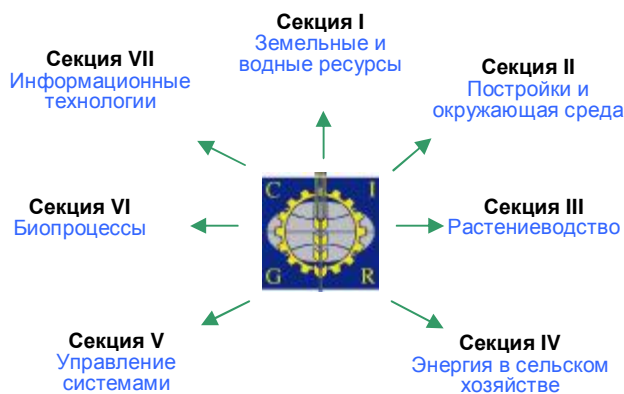 Секция I
Земельные и
водные ресурсы
Секция II
Постройки и
окружающая среда
Секция III
Растениеводство
Секция IV
Энергия в сельском
хозяйстве
Секция V
Управление
системами
Секция VI
Биопроцессы
Секция VII
Информационные
технологии
C I
G R